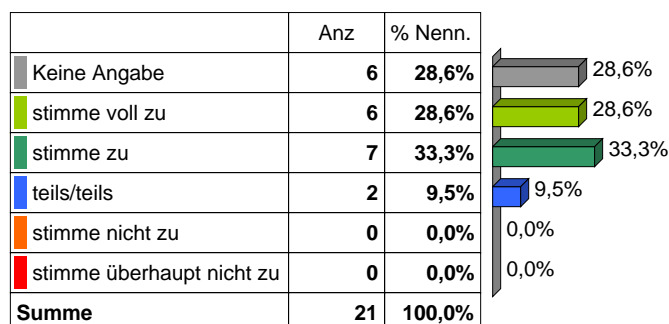 Anz % Nenn.
Keine Angabe 6 28,6% 28,6%
stimme voll zu 6 28,6% 28,6%
stimme zu 7 33,3% 33,3%
teils/teils 2 9,5% 9,5%
stimme nicht zu 0 0,0% 0,0%
stimme überhaupt nicht zu 0 0,0% 0,0%
Summe 21 100,0%